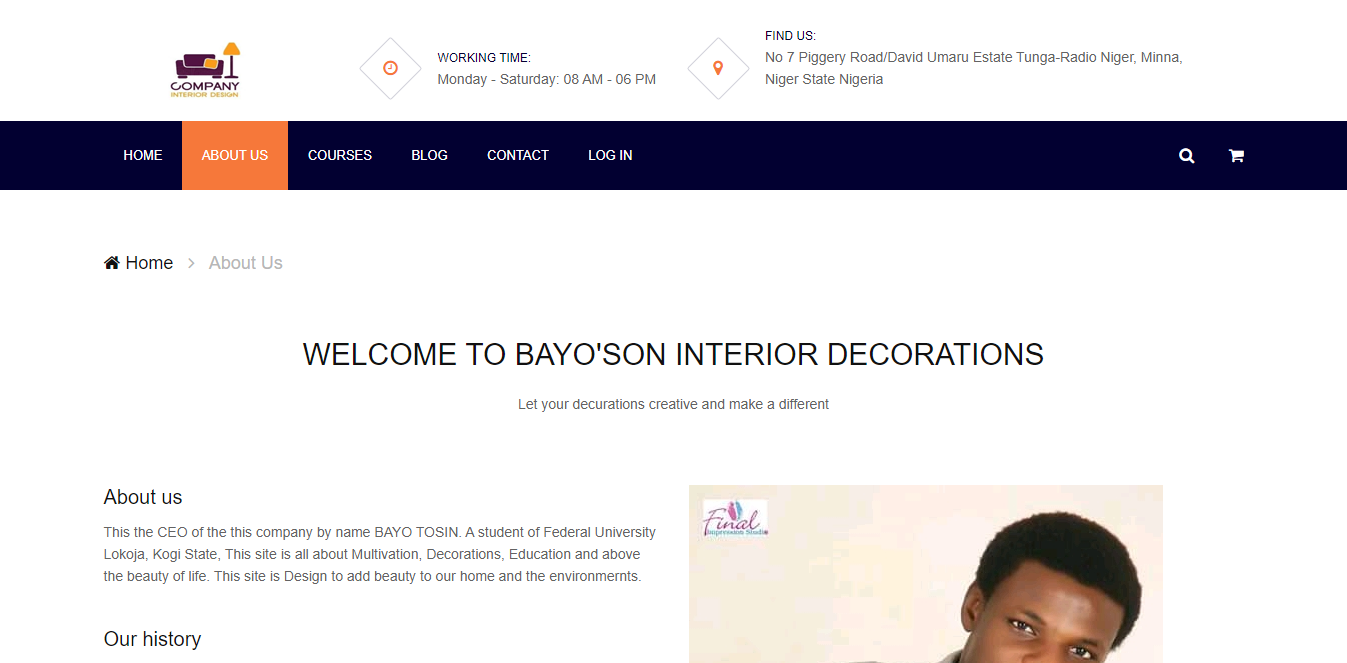 COMPANY
INTERIOR DESIGN
WORKING TIME:
Monday - Saturday: 08 AM - 06 PM
FIND US:
No 7 Piggery Road/David Umaru Estate Tunga-Radio Niger, Minna,
Niger State Nigeria
HOME ABOUT US COURSES BLOG CONTACT LOG IN
Home > About Us
WELCOME TO BAYO'SON INTERIOR DECORATIONS
Let your decurations creative and make a different
About us
This the CEO of the this company by name BAYO TOSIN. A student of Federal University
Lokoja, Kogi State, This site is all about Multivation, Decorations, Education and above
the beauty of life. This site is Design to add beauty to our home and the environmernts.
Our history
Final
Impression Studio